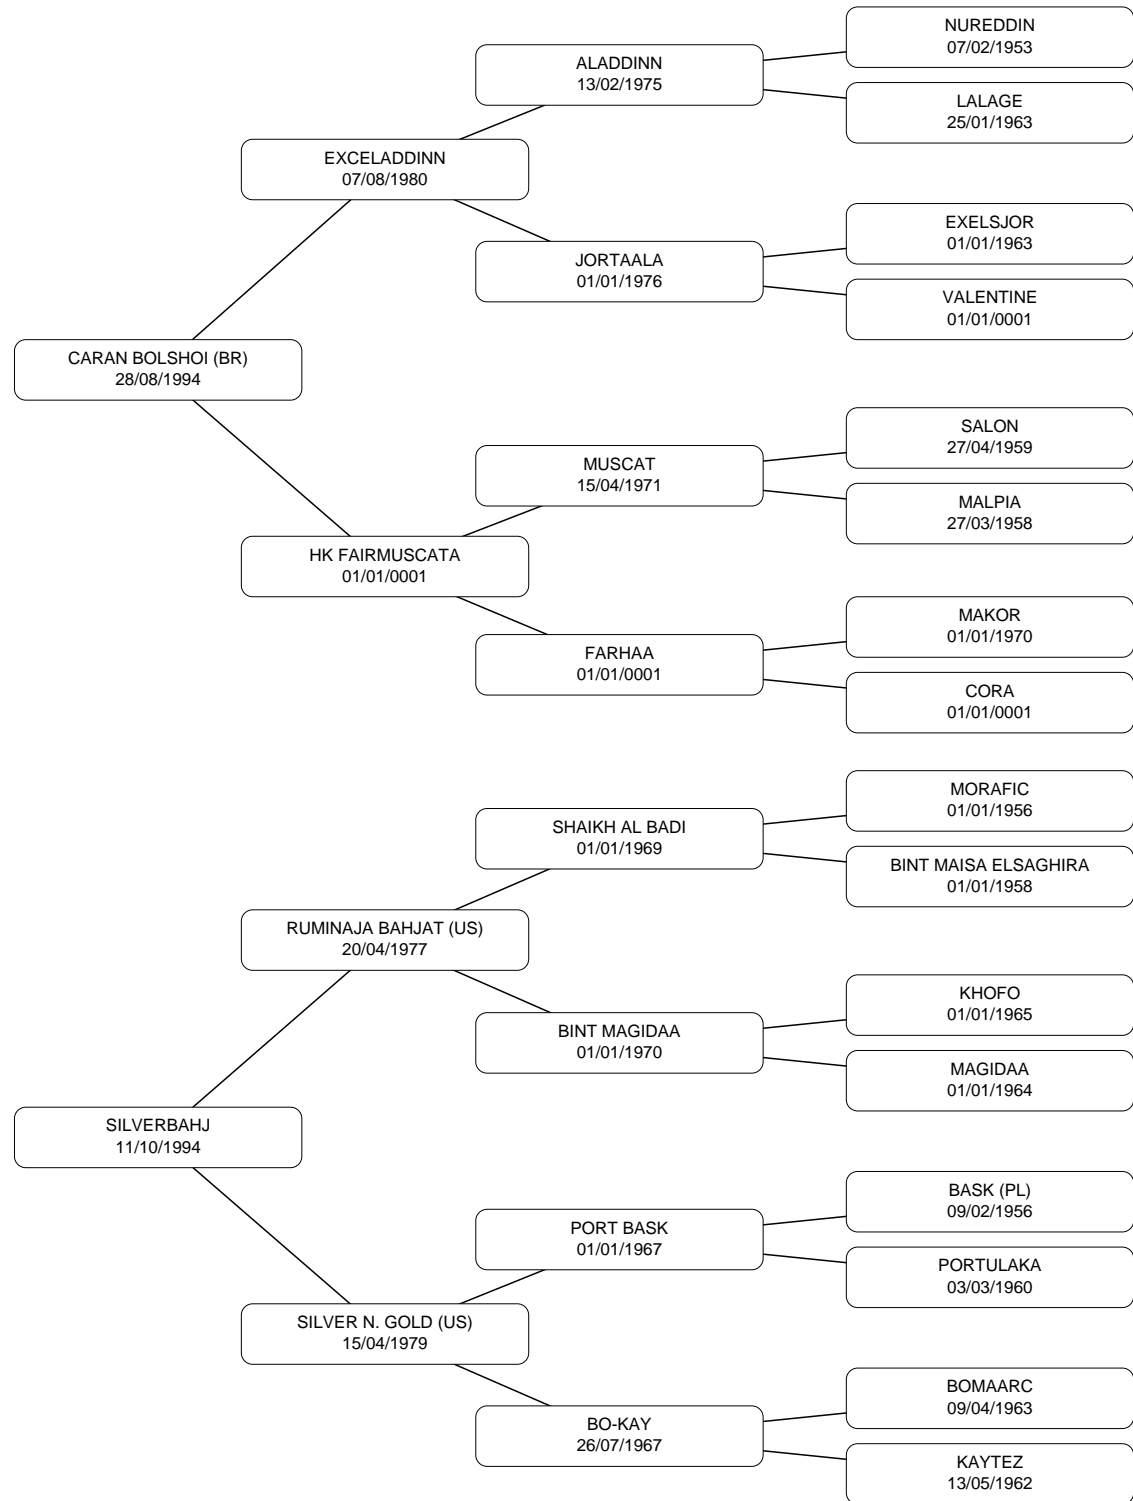 NUREDDIN
07/02/1953
ALADDINN
13/02/1975
LALAGE
25/01/1963
EXCELADDINN
07/08/1980
EXELSJOR
01/01/1963
JORTAALA
01/01/1976
VALENTINE
01/01/0001
CARAN BOLSHOI (BR)
28/08/1994
SALON
27/04/1959
MUSCAT
15/04/1971
MALPIA
27/03/1958
HK FAIRMUSCATA
01/01/0001
MAKOR
01/01/1970
FARHAA
01/01/0001
CORA
01/01/0001
MORAFIC
01/01/1956
SHAIKH AL BADI
01/01/1969
BINT MAISA ELSAGHIRA
01/01/1958
RUMINAJA BAHJAT (US)
20/04/1977
KHOFO
01/01/1965
BINT MAGIDAA
01/01/1970
MAGIDAA
01/01/1964
SILVERBAHJ
11/10/1994
BASK (PL)
09/02/1956
PORT BASK
01/01/1967
PORTULAKA
03/03/1960
SILVER N. GOLD (US)
15/04/1979
BOMAARC
09/04/1963
BO-KAY
26/07/1967
KAYTEZ
13/05/1962